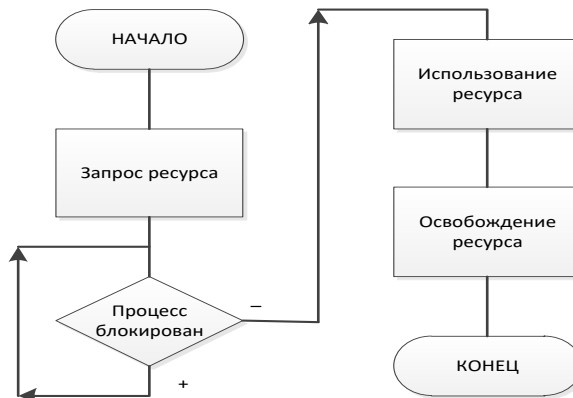 НАЧАЛО
Запрос ресурса
Процесс
блокирован
–
+
Использование
ресурса
Освобождение
ресурса
КОНЕЦ